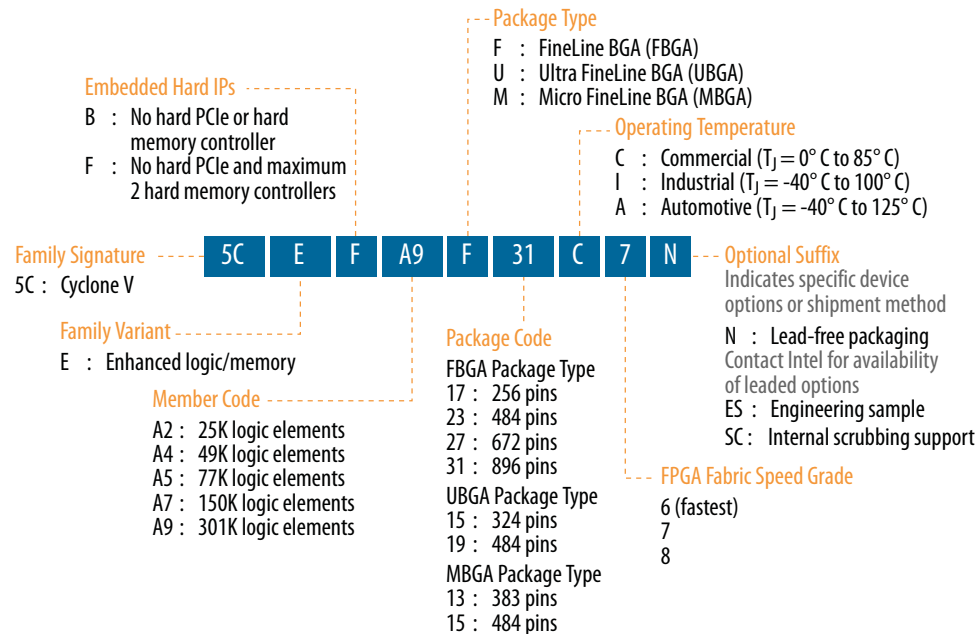 Package Type
F : FineLine BGA (FBGA)
U : Ultra FineLine BGA (UBGA)
M : Micro FineLine BGA (MBGA)
Embedded Hard IPs
B : No hard PCIe or hard
memory controller
F : No hard PCIe and maximum
2 hard memory controllers
Operating Temperature
C : Commercial (TJ = 0° C to 85° C)
I : Industrial (TJ = -40° C to 100° C)
A : Automotive (TJ = -40° C to 125° C)
Family Signature
5C : Cyclone V
5C E F A9 F 31 C 7 N
Optional Suffix
Indicates specific device
options or shipment method
N : Lead-free packaging
Contact Intel for availability
of leaded options
ES : Engineering sample
SC : Internal scrubbing support
Family Variant
E : Enhanced logic/memory
Member Code
A2 : 25K logic elements
A4 : 49K logic elements
A5 : 77K logic elements
A7 : 150K logic elements
A9 : 301K logic elements
Package Code
FBGA Package Type
17 : 256 pins
23 : 484 pins
27 : 672 pins
31 : 896 pins
UBGA Package Type
15 : 324 pins
19 : 484 pins
MBGA Package Type
13 : 383 pins
15 : 484 pins
FPGA Fabric Speed Grade
6 (fastest)
7
8